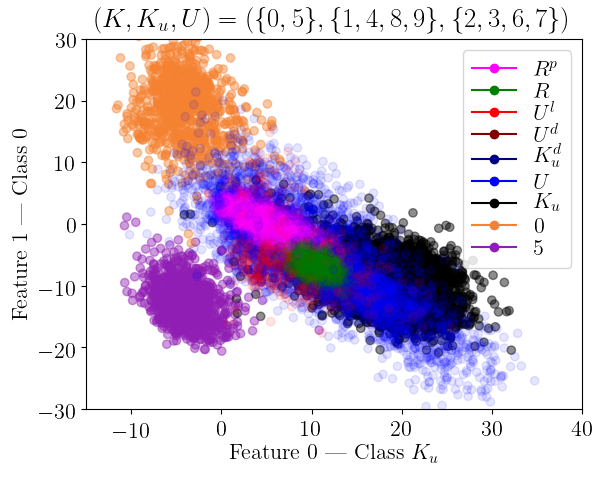 (K, K_u, U) = ({0, 5}, {1, 4, 8, 9}, {2, 3, 6, 7})
30
20
10
0
−10
−20
−30
Feature 1 — Class 0
R^p
R
U^l
U^d
K_u^d
U
K_u
0
5
−10
0
10
20
30
40
Feature 0 — Class K_u